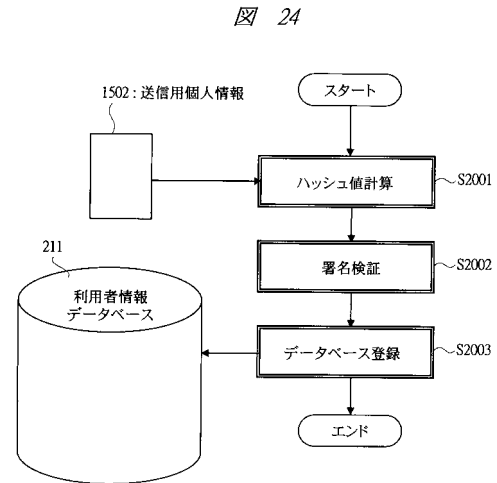 図 24
1502 : 送信用個人情報
スタート
ハッシュ値計算
S2001
署名検証
S2002
211
利用者情報
データベース
データベース登録
S2003
エンド